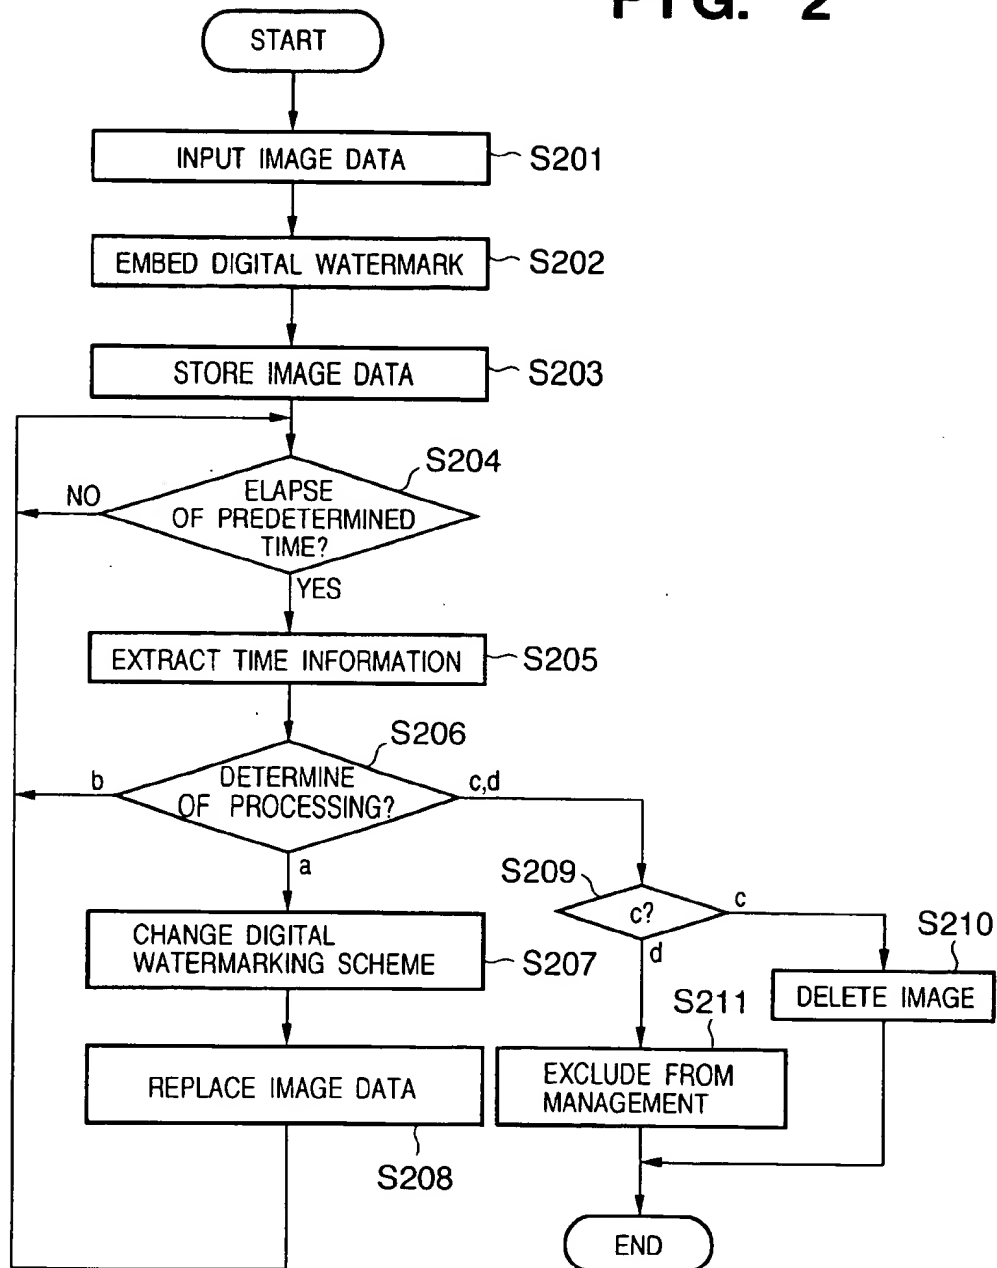 FIG. 2
START
INPUT IMAGE DATA
S201
EMBED DIGITAL WATERMARK
S202
STORE IMAGE DATA
S203
S204
NO
ELAPSE
OF PREDETERMINED
TIME?
YES
EXTRACT TIME INFORMATION
S205
S206
b
DETERMINE
OF PROCESSING?
c,d
a
S209
c?
c
d
S210
DELETE IMAGE
CHANGE DIGITAL
WATERMARKING SCHEME
S207
S211
EXCLUDE FROM
MANAGEMENT
REPLACE IMAGE DATA
S208
END